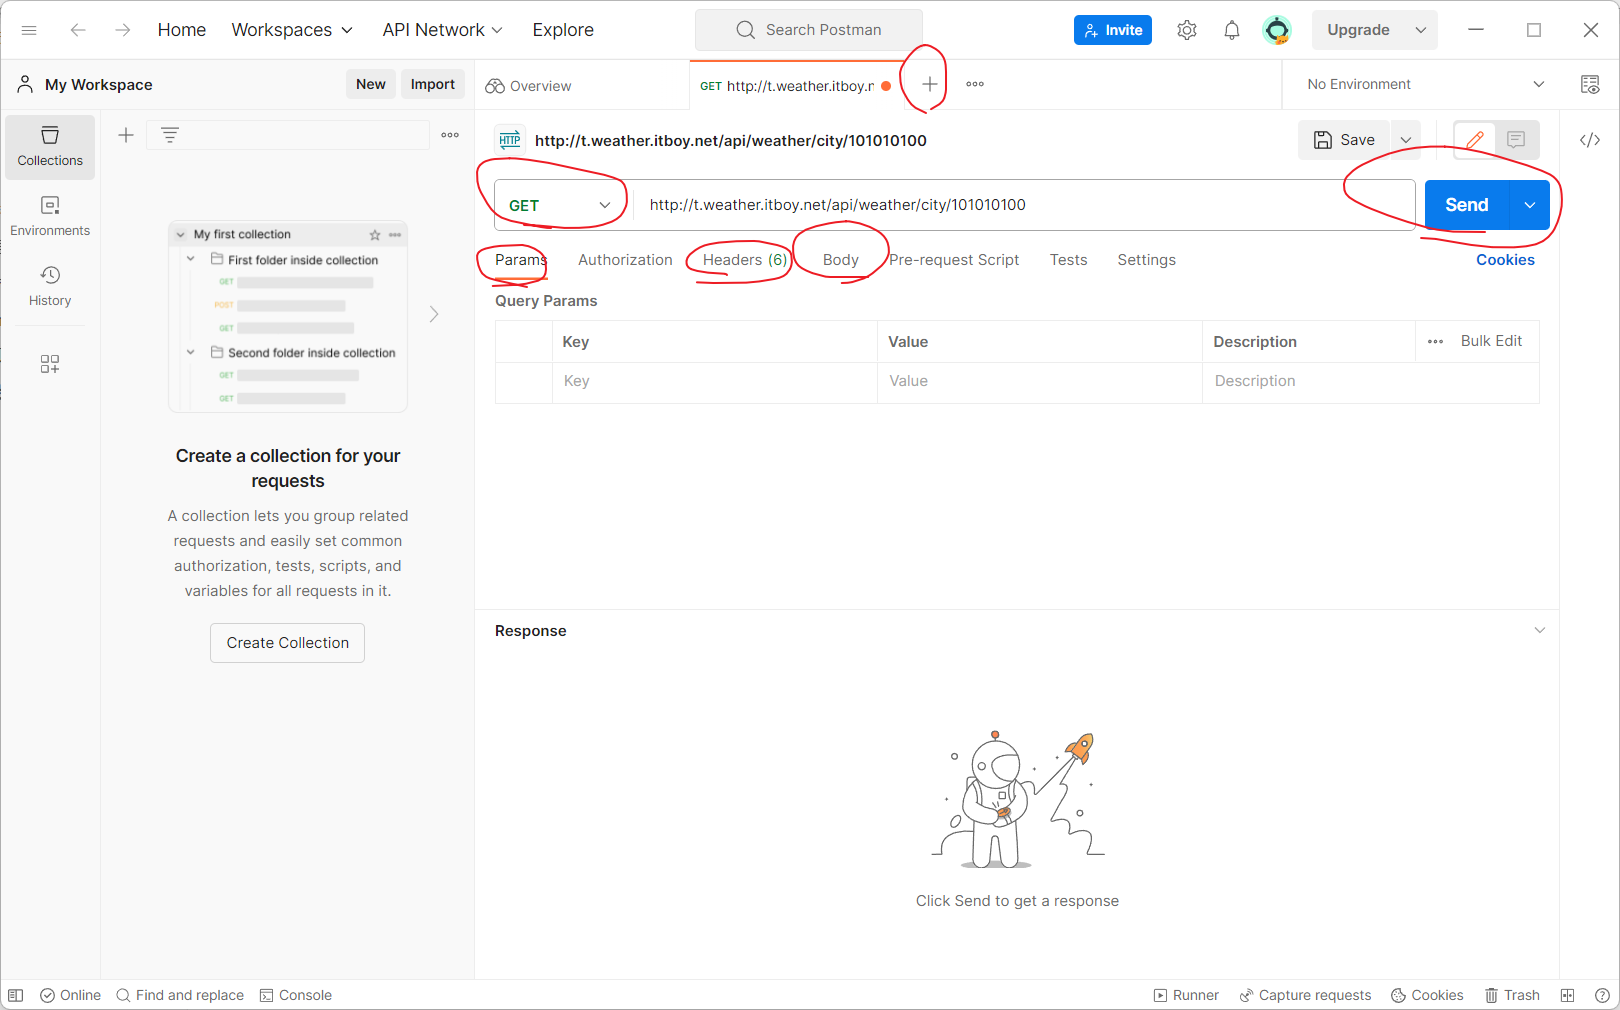 Home Workspaces API Network Explore Search Postman Invite Upgrade
My Workspace New Import Overview GET http://t.weather.itboy.r No Environment
HTTP http://t.weather.itboy.net/api/weather/city/101010100 Save
Collections
Environments
History
GET http://t.weather.itboy.net/api/weather/city/101010100 Send
Params Authorization Headers (6) Body Pre-request Script Tests Settings Cookies
Query Params
Key Value Description Bulk Edit
Key Value Description
My first collection
First folder inside collection
GET
POST
GET
Second folder inside collection
GET
GET
Create a collection for your
requests
A collection lets you group related
requests and easily set common
authorization, tests, scripts, and
variables for all requests in it.
Create Collection
Response
Click Send to get a response
Online Find and replace Console Runner Capture requests Cookies Trash